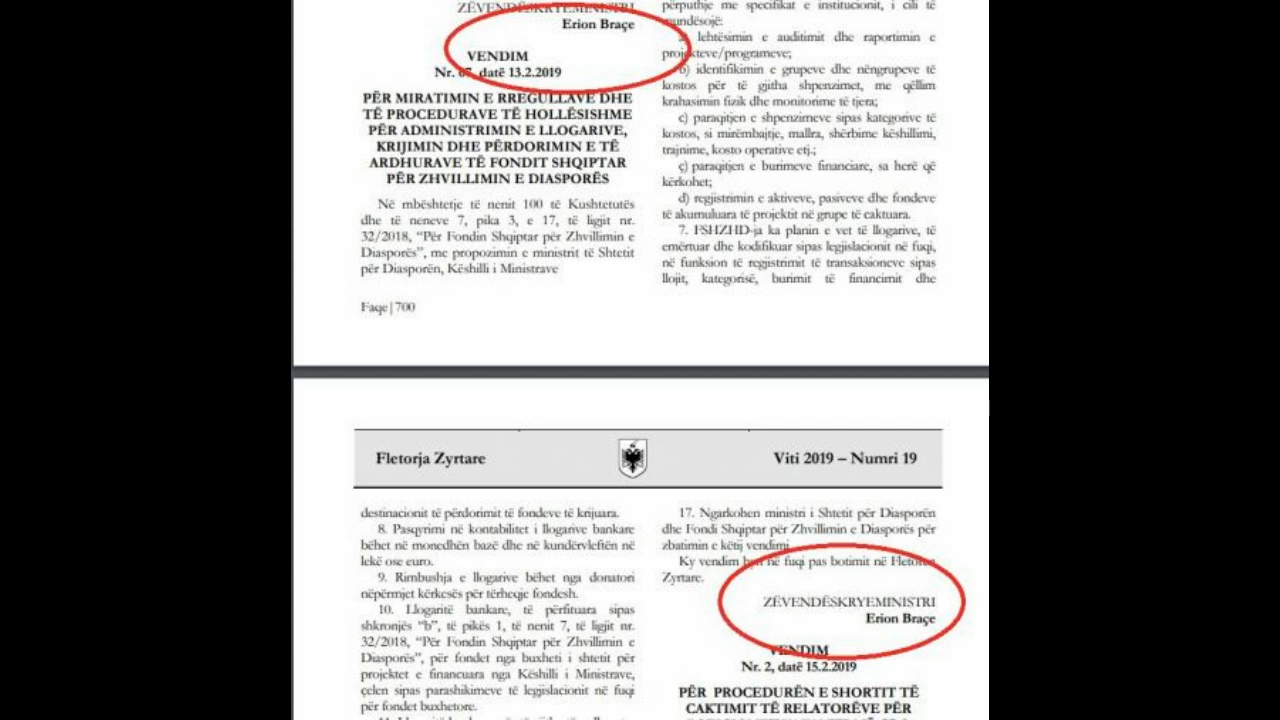 ZËVENDËSKRYEMINISTRI
Erion Braçe
VENDIM
Nr. 67, datë 13.2.2019
PËR MIRATIMIN E RREGULLAVE DHE
TË PROCEDURAVE TË HOLLËSISHME
PËR ADMINISTRIMIN E LLOGARIVE,
KRIJIMIN DHE PËRDORIMIN E TË
ARDHURAVE TË FONDIT SHQIPTAR
PËR ZHVILLIMIN E DIASPORËS
Në mbështetje të nenit 100 të Kushtetutës
dhe të neneve 7, pika 3, e 17, të ligjit nr.
32/2018, “Për Fondin Shqiptar për Zhvillimin e
Diasporës”, me propozimin e ministrit të Shtetit
për Diasporën, Këshilli i Ministrave
Faqe|700
përputhje me specifikat e institucionit, i cili të
mundësojë:
a) lehtësimin e auditimit dhe raportimin e
projekteve/programeve;
b) identifikimin e grupeve dhe nëngrupeve të
kostos për të gjitha shpenzimet, me qëllim
krahasimin fizik dhe monitorime të tjera;
c) paraqitjen e shpenzimeve sipas kategorive të
kostos, si mirëmbajtje, mallra, shërbime këshillimi,
trajnime, kosto operative etj.;
ç) paraqitjen e burimeve financiare, sa herë që
kërkohet;
d) regjistrimin e aktiveve, pasiveve dhe fondeve
të akumuluara të projektit në grupe të caktuara.
7. FSHZHD-ja ka planin e vet të llogarive, të
emërtuar dhe kodifikuar sipas legjislacionit në fuqi,
në funksion të regjistrimit të transaksioneve sipas
llojit, kategorisë, burimit të financimit dhe
Fletorja Zyrtare
Viti 2019 – Numri 19
destinacionit të përdorimit të fondeve të krijuara.
8. Pasqyrimi në kontabilitet i llogarive bankare
bëhet në monedhën bazë dhe në kundërvleftën në
lekë ose euro.
9. Rimbushja e llogarive bëhet nga donatori
nëpërmjet kërkesës për tërheqje fondesh.
10. Llogaritë bankare, të përfituara sipas
shkronjës “b”, të pikës 1, të nenit 7, të ligjit nr.
32/2018, “Për Fondin Shqiptar për Zhvillimin e
Diasporës”, për fondet nga buxheti i shtetit për
projektet e financuara nga Këshilli i Ministrave,
çelen sipas parashikimeve të legjislacionit në fuqi
për fondet buxhetore.
17. Ngarkohen ministri i Shtetit për Diasporën
dhe Fondi Shqiptar për Zhvillimin e Diasporës për
zbatimin e këtij vendimi.
Ky vendim hyn në fuqi pas botimit në Fletoren
Zyrtare.
ZËVENDËSKRYEMINISTRI
Erion Braçe
VENDIM
Nr. 2, datë 15.2.2019
PËR PROCEDURËN E SHORTIT TË
CAKTIMIT TË RELATORËVE PËR